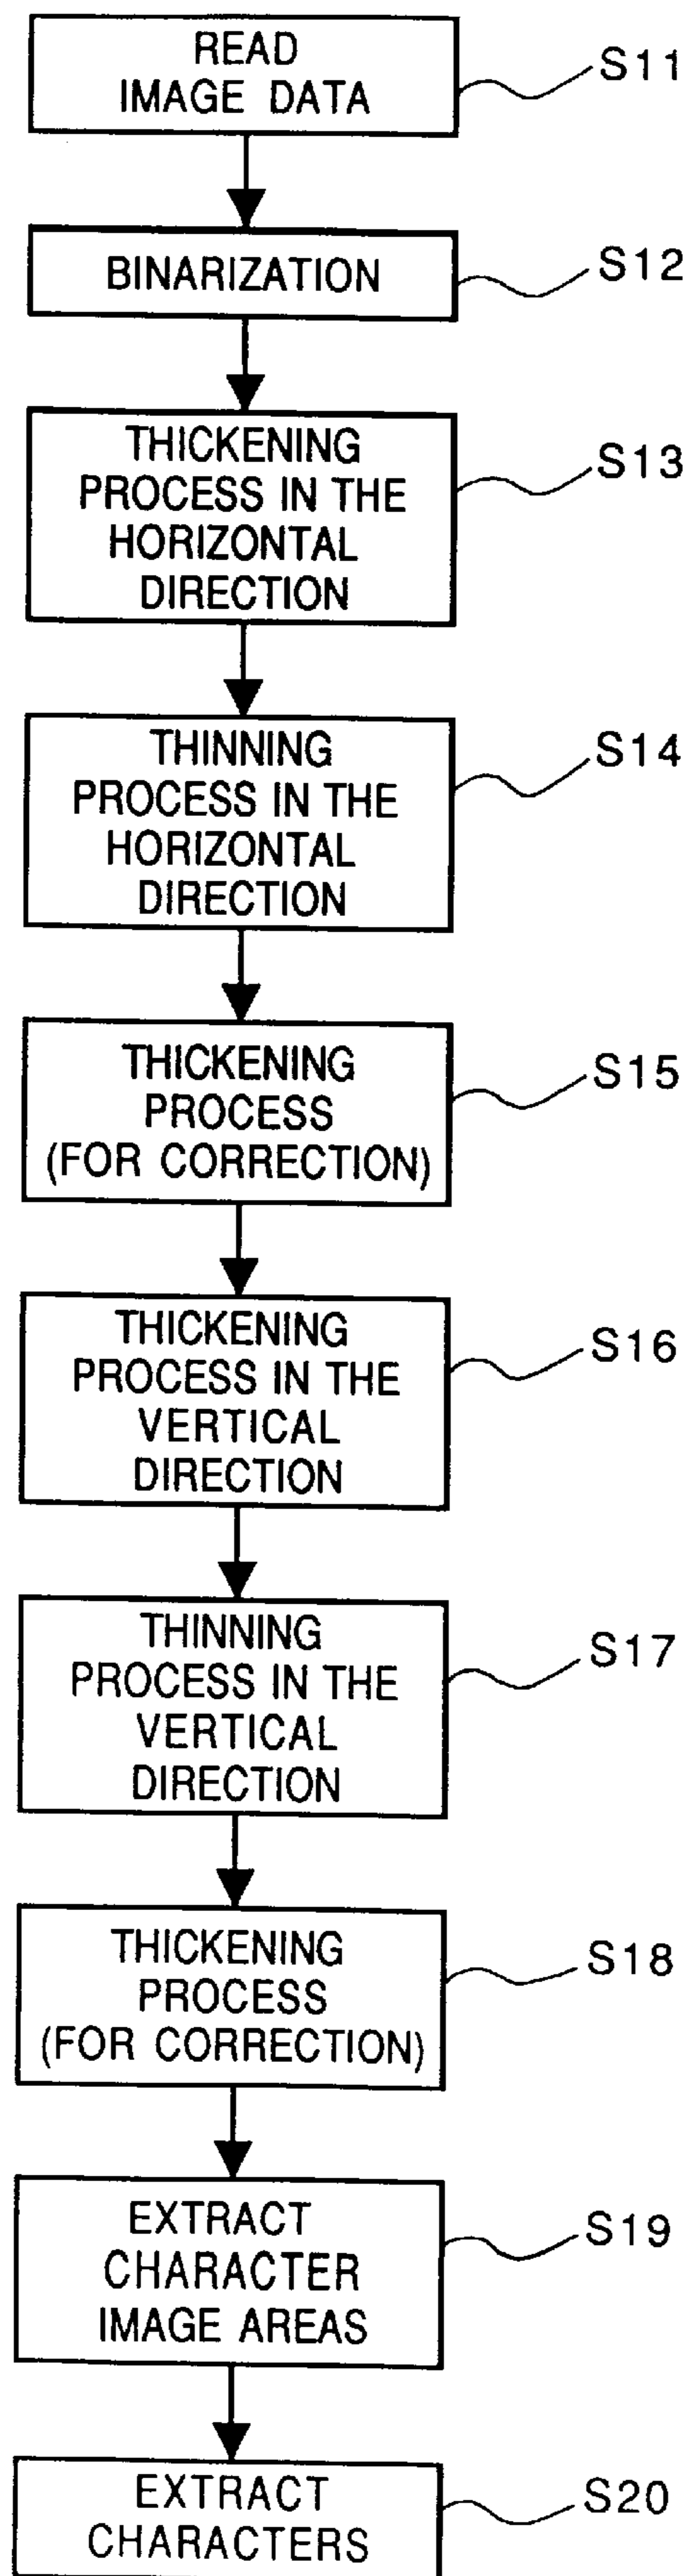 READ
IMAGE DATA
S11
BINARIZATION
S12
THICKENING
PROCESS IN THE
HORIZONTAL
DIRECTION
S13
THINNING
PROCESS IN THE
HORIZONTAL
DIRECTION
S14
THICKENING
PROCESS
(FOR CORRECTION)
S15
THICKENING
PROCESS IN THE
VERTICAL
DIRECTION
S16
THINNING
PROCESS IN THE
VERTICAL
DIRECTION
S17
THICKENING
PROCESS
(FOR CORRECTION)
S18
EXTRACT
CHARACTER
IMAGE AREAS
S19
EXTRACT
CHARACTERS
S20